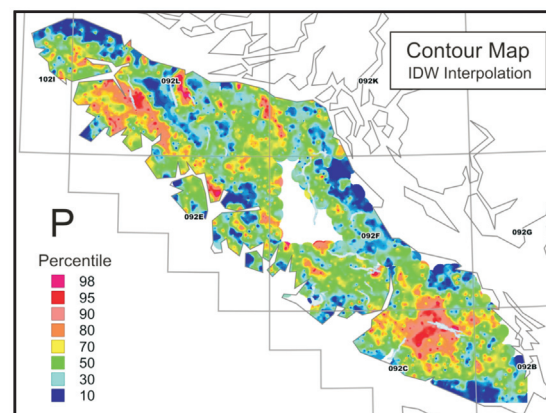 Contour Map
IDW Interpolation
102I
092L
092K
092E
092F
092G
092C
092B
P
Percentile
98
95
90
80
70
50
30
10